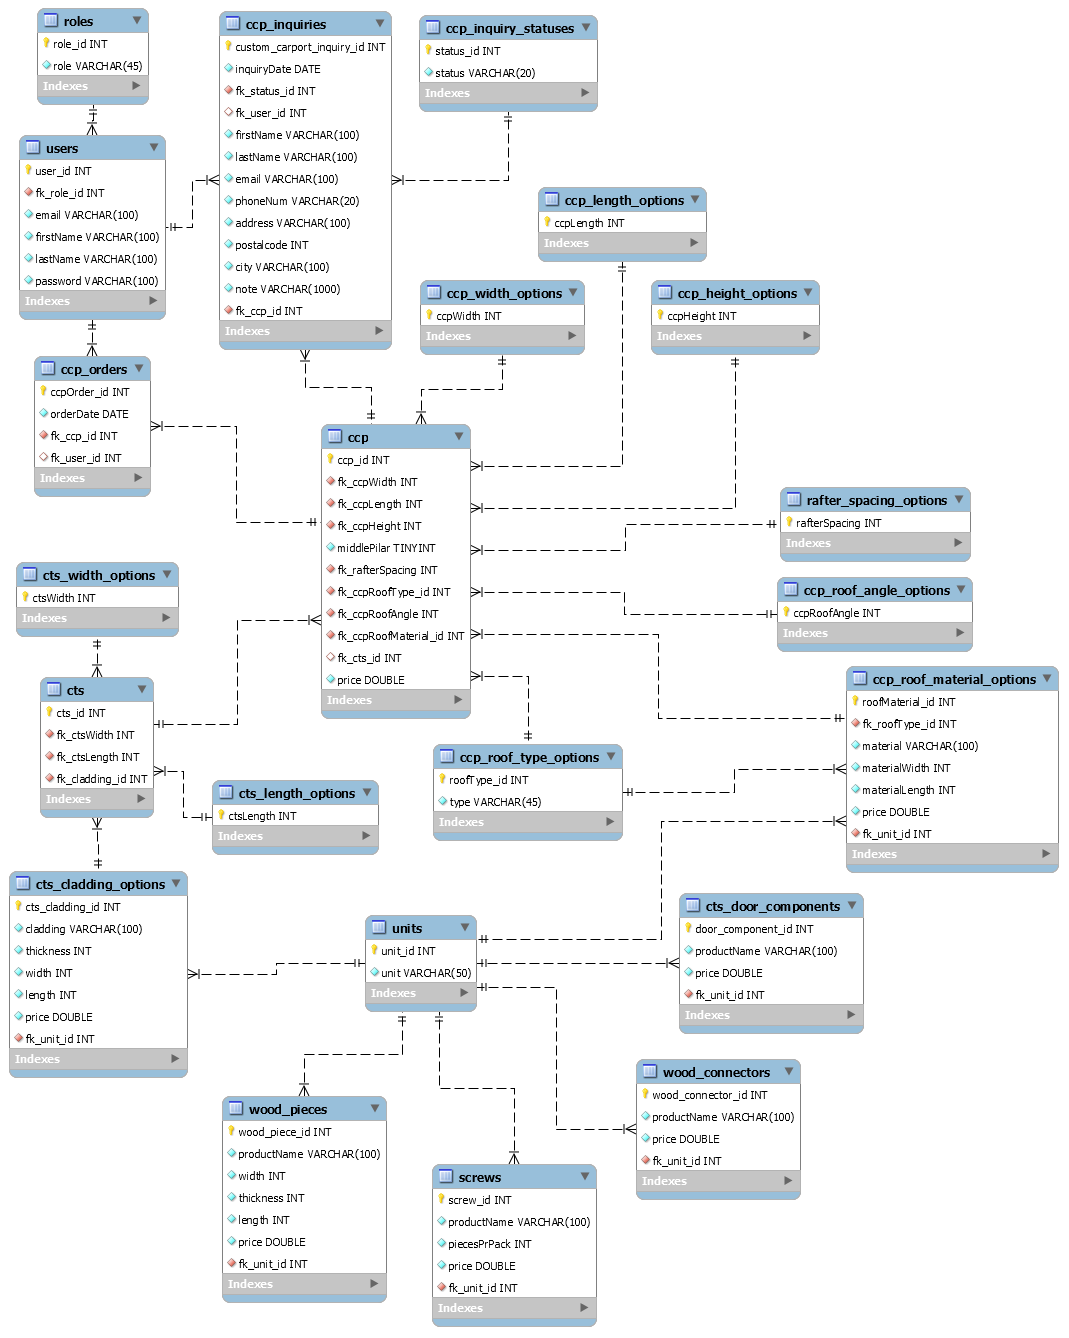 roles
role_id INT
role VARCHAR(45)
Indexes
users
user_id INT
fk_role_id INT
email VARCHAR(100)
firstName VARCHAR(100)
lastName VARCHAR(100)
password VARCHAR(100)
Indexes
ccp_orders
ccpOrder_id INT
orderDate DATE
fk_ccp_id INT
fk_user_id INT
Indexes
ccp_inquiries
custom_carport_inquiry_id INT
inquiryDate DATE
fk_status_id INT
fk_user_id INT
firstName VARCHAR(100)
lastName VARCHAR(100)
email VARCHAR(100)
phoneNum VARCHAR(20)
address VARCHAR(100)
postalcode INT
city VARCHAR(100)
note VARCHAR(1000)
fk_ccp_id INT
Indexes
ccp_inquiry_statuses
status_id INT
status VARCHAR(20)
Indexes
ccp_length_options
ccpLength INT
Indexes
ccp_width_options
ccpWidth INT
Indexes
ccp_height_options
ccpHeight INT
Indexes
ccp
ccp_id INT
fk_ccpWidth INT
fk_ccpLength INT
fk_ccpHeight INT
middlePilar TINYINT
fk_rafterSpacing INT
fk_ccpRoofType_id INT
fk_ccpRoofAngle INT
fk_ccpRoofMaterial_id INT
fk_cts_id INT
price DOUBLE
Indexes
rafter_spacing_options
rafterSpacing INT
Indexes
ccp_roof_angle_options
ccpRoofAngle INT
Indexes
ccp_roof_material_options
roofMaterial_id INT
fk_roofType_id INT
material VARCHAR(100)
materialWidth INT
materialLength INT
price DOUBLE
fk_unit_id INT
Indexes
ccp_roof_type_options
roofType_id INT
type VARCHAR(45)
Indexes
cts_width_options
ctsWidth INT
Indexes
cts
cts_id INT
fk_ctsWidth INT
fk_ctsLength INT
fk_cladding_id INT
Indexes
cts_length_options
ctsLength INT
Indexes
cts_cladding_options
cts_cladding_id INT
cladding VARCHAR(100)
thickness INT
width INT
length INT
price DOUBLE
fk_unit_id INT
Indexes
units
unit_id INT
unit VARCHAR(50)
Indexes
cts_door_components
door_component_id INT
productName VARCHAR(100)
price DOUBLE
fk_unit_id INT
Indexes
wood_connectors
wood_connector_id INT
productName VARCHAR(100)
price DOUBLE
fk_unit_id INT
Indexes
wood_pieces
wood_piece_id INT
productName VARCHAR(100)
width INT
thickness INT
length INT
price DOUBLE
fk_unit_id INT
Indexes
screws
screw_id INT
productName VARCHAR(100)
piecesPrPack INT
price DOUBLE
fk_unit_id INT
Indexes